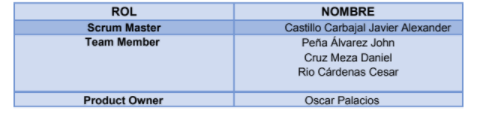 ROL NOMBRE
Scrum Master Castillo Carbajal Javier Alexander
Team Member Peña Álvarez John
Cruz Meza Daniel
Rio Cárdenas Cesar
Product Owner Oscar Palacios